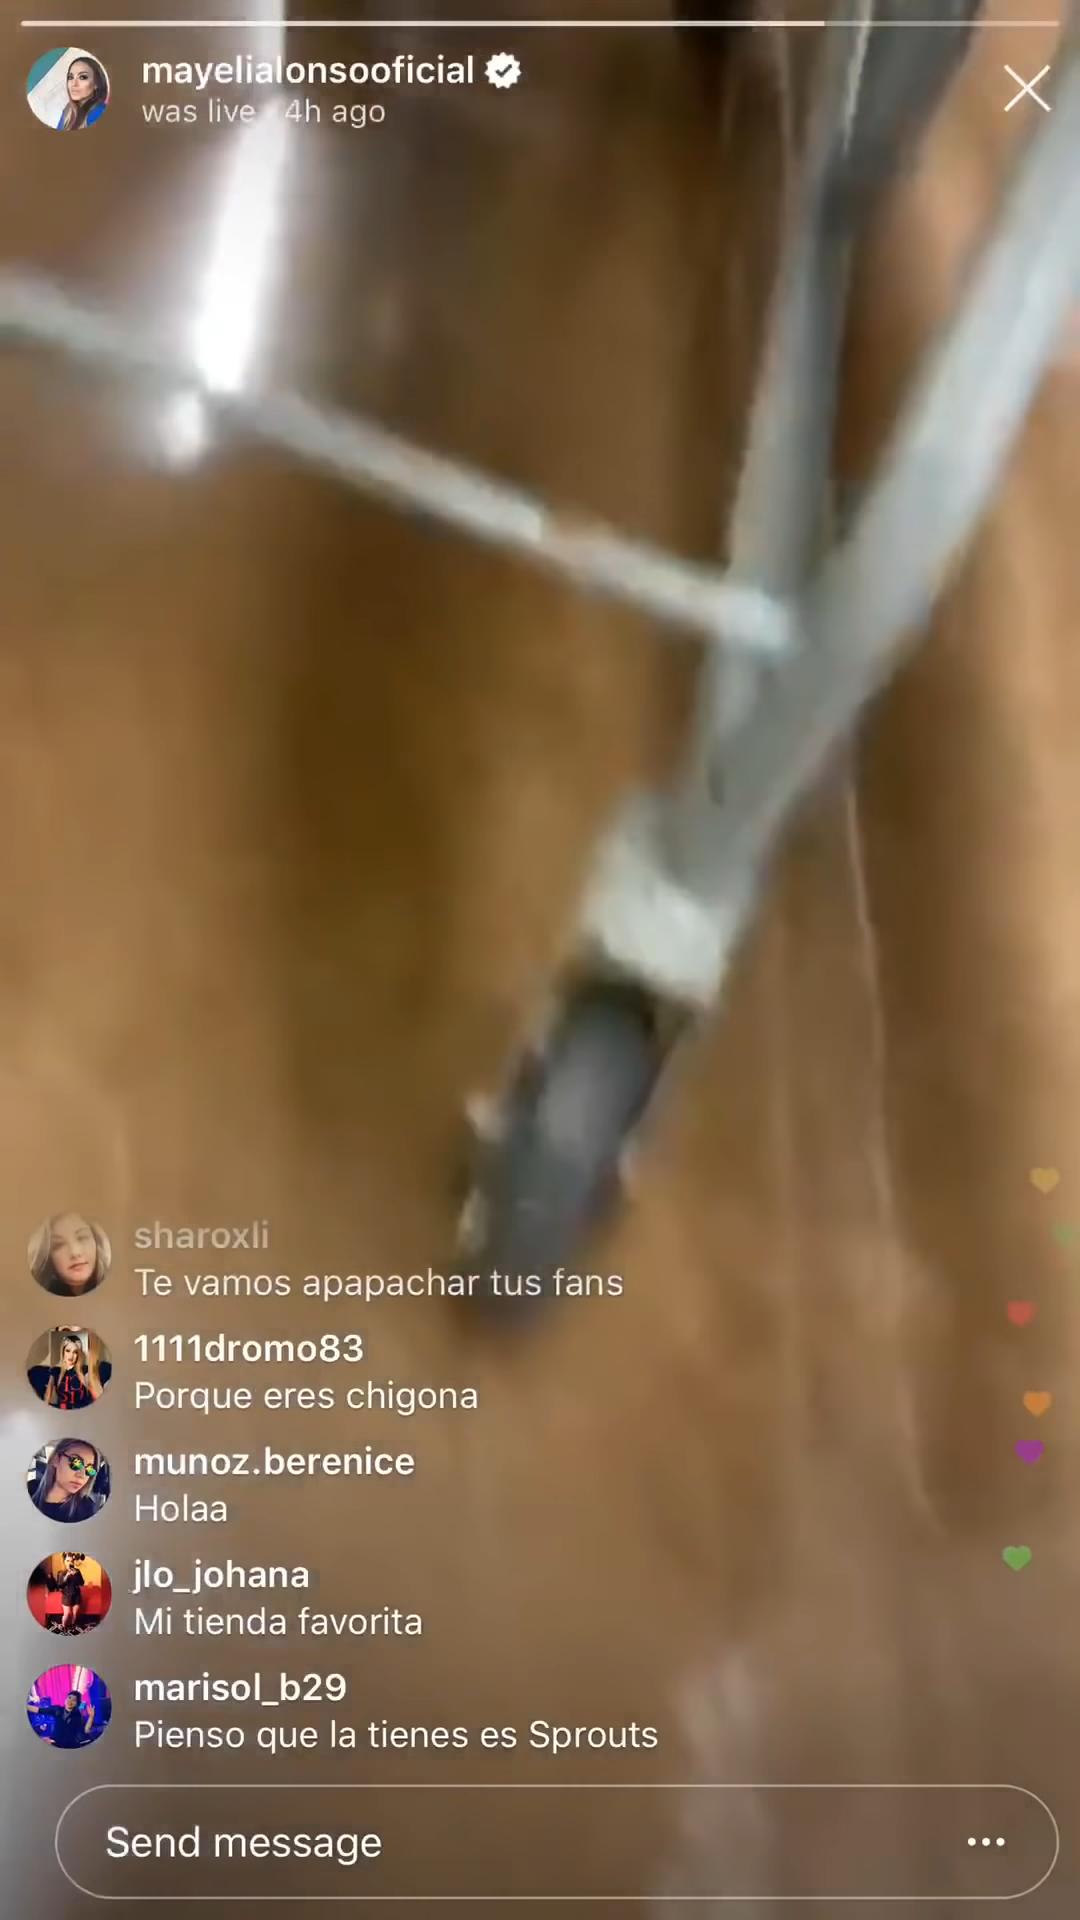 mayelialonsooficial
was live · 4h ago
sharoxli
Te vamos apapachar tus fans
1111dromo83
Porque eres chigona
munoz.berenice
Holaa
jlo_johana
Mi tienda favorita
marisol_b29
Pienso que la tienes es Sprouts
Send message